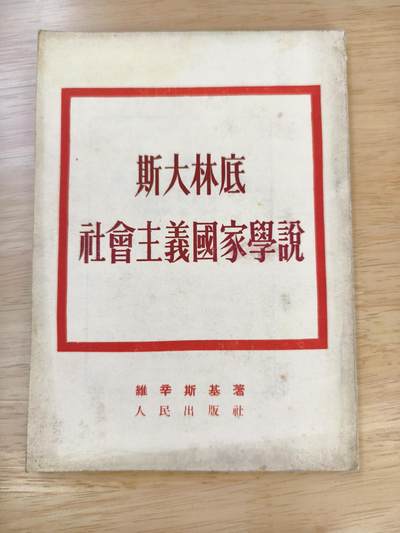 斯大林底
社會主義國家學說
維辛斯基著
人民出版社